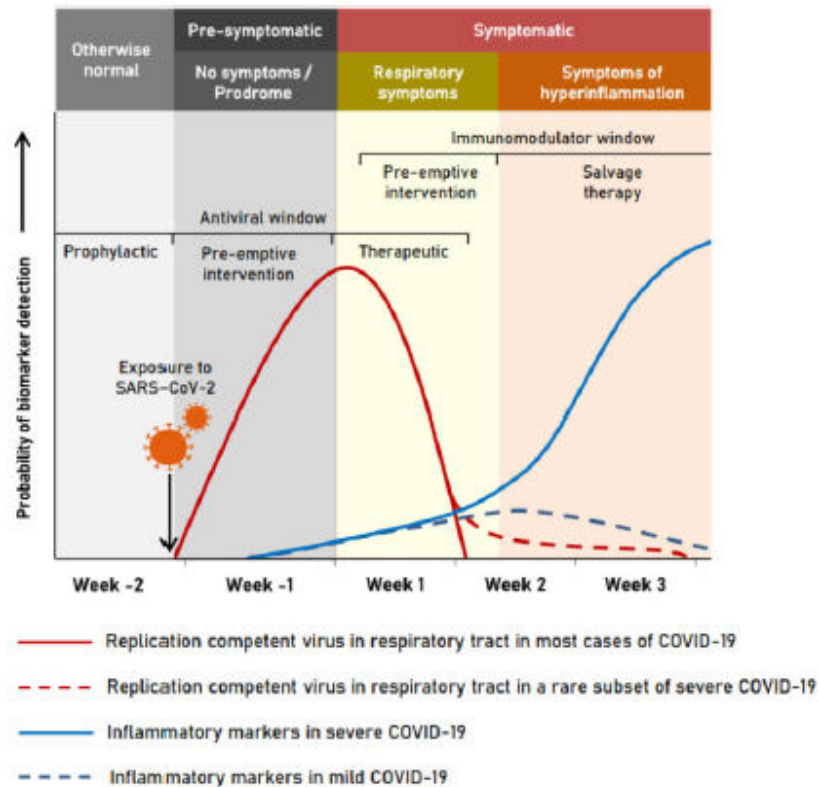 Otherwise
normal
Pre-symptomatic
Symptomatic
No symptoms /
Prodrome
Respiratory
symptoms
Symptoms of
hyperinflammation
Immunomodulator window
Pre-emptive
intervention
Salvage
therapy
Antiviral window
Prophylactic
Pre-emptive
intervention
Therapeutic
Exposure to
SARS-CoV-2
Probability of biomarker detection
Week -2
Week -1
Week 1
Week 2
Week 3
Replication competent virus in respiratory tract in most cases of COVID-19
Replication competent virus in respiratory tract in a rare subset of severe COVID-19
Inflammatory markers in severe COVID-19
Inflammatory markers in mild COVID-19